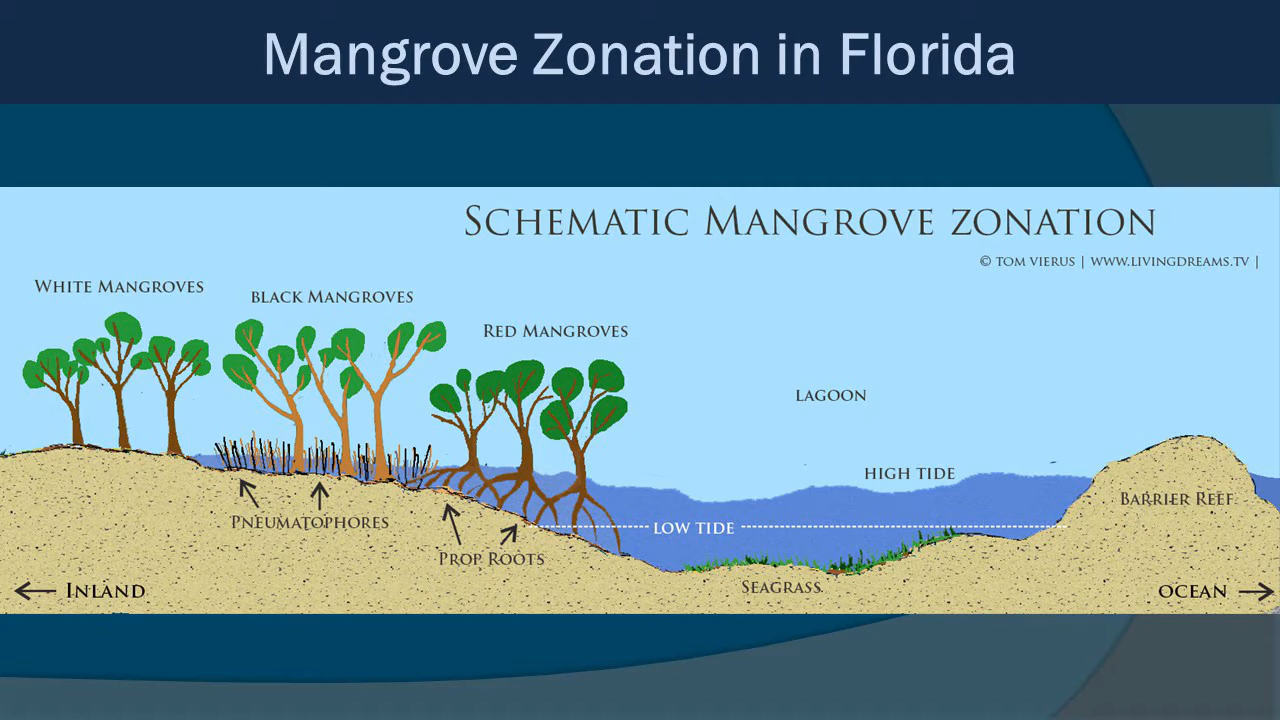 Mangrove Zonation in Florida
Schematic Mangrove zonation
© Tom Vierus | www.livingdreams.tv |
White Mangroves
black Mangroves
Red Mangroves
lagoon
high tide
Barrier Reef
Pneumatophores
low tide
Prop Roots
Seagrass
Inland
ocean